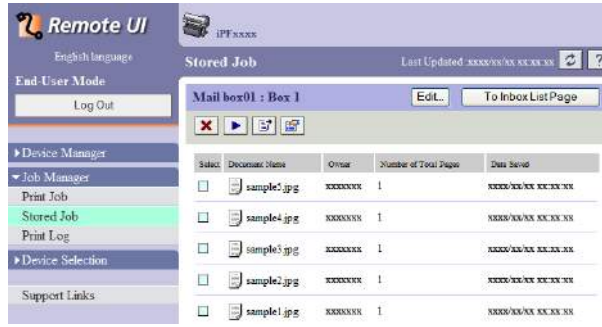 Remote UI
iPFxxxx
English language
Stored Job
Last Updated :xxxx/xx/xx xx:xx:xx
?
End-User Mode
Log Out
Mail box01 : Box 1
Edit...
To Inbox List Page
Device Manager
Job Manager
Print Job
Stored Job
Print Log
Device Selection
Support Links
Select Document Name Owner Number of Total Pages Date Saved
sample5.jpg xxxxxxx 1 xxxx/xx/xx xx:xx:xx
sample4.jpg xxxxxxx 1 xxxx/xx/xx xx:xx:xx
sample3.jpg xxxxxxx 1 xxxx/xx/xx xx:xx:xx
sample2.jpg xxxxxxx 1 xxxx/xx/xx xx:xx:xx
sample1.jpg xxxxxxx 1 xxxx/xx/xx xx:xx:xx